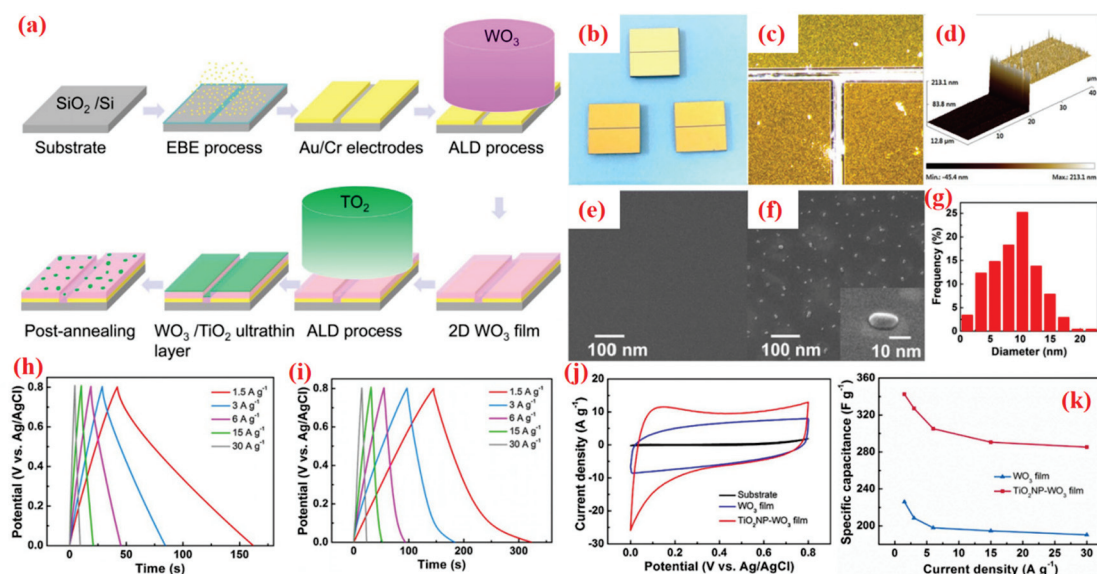 (a)
SiO2 /Si
Substrate
EBE process
Au/Cr electrodes
WO3
ALD process
TO2
Post-annealing
WO3 /TiO2 ultrathin
layer
ALD process
2D WO3 film
(b)
(c)
(d)
213.1 nm
83.8 nm
12.8 µm
10
20
30
40
µm
Min.: -45.4
Max.: 213.1 nm
(e)
100 nm
(f)
100 nm
10 nm
(g)
Frequency (%)
25
20
15
10
5
0
0 5 10 15 20
Diameter (nm)
(h)
Potential (V vs. Ag/AgCl)
0.8
0.6
0.4
0.2
0.0
1.5 A g-1
3 A g-1
6 A g-1
15 A g-1
30 A g-1
0 50 100 150
Time (s)
(i)
Potential (V vs. Ag/AgCl)
0.8
0.6
0.4
0.2
0.0
1.5 A g-1
3 A g-1
6 A g-1
15 A g-1
30 A g-1
0 50 100 150 200 250 300
Time (s)
(j)
Current density (A g-1)
25
20
15
10
5
0
-5
-10
-15
-20
-25
Substrate
WO3 film
TiO2NP-WO3 film
0.0 0.2 0.4 0.6 0.8
Potential (V vs. Ag/AgCl)
(k)
Specific capacitance (F g-1)
360
320
280
240
200
WO3 film
TiO2NP-WO3 film
0 5 10 15 20 25 30
Current density (A g-1)